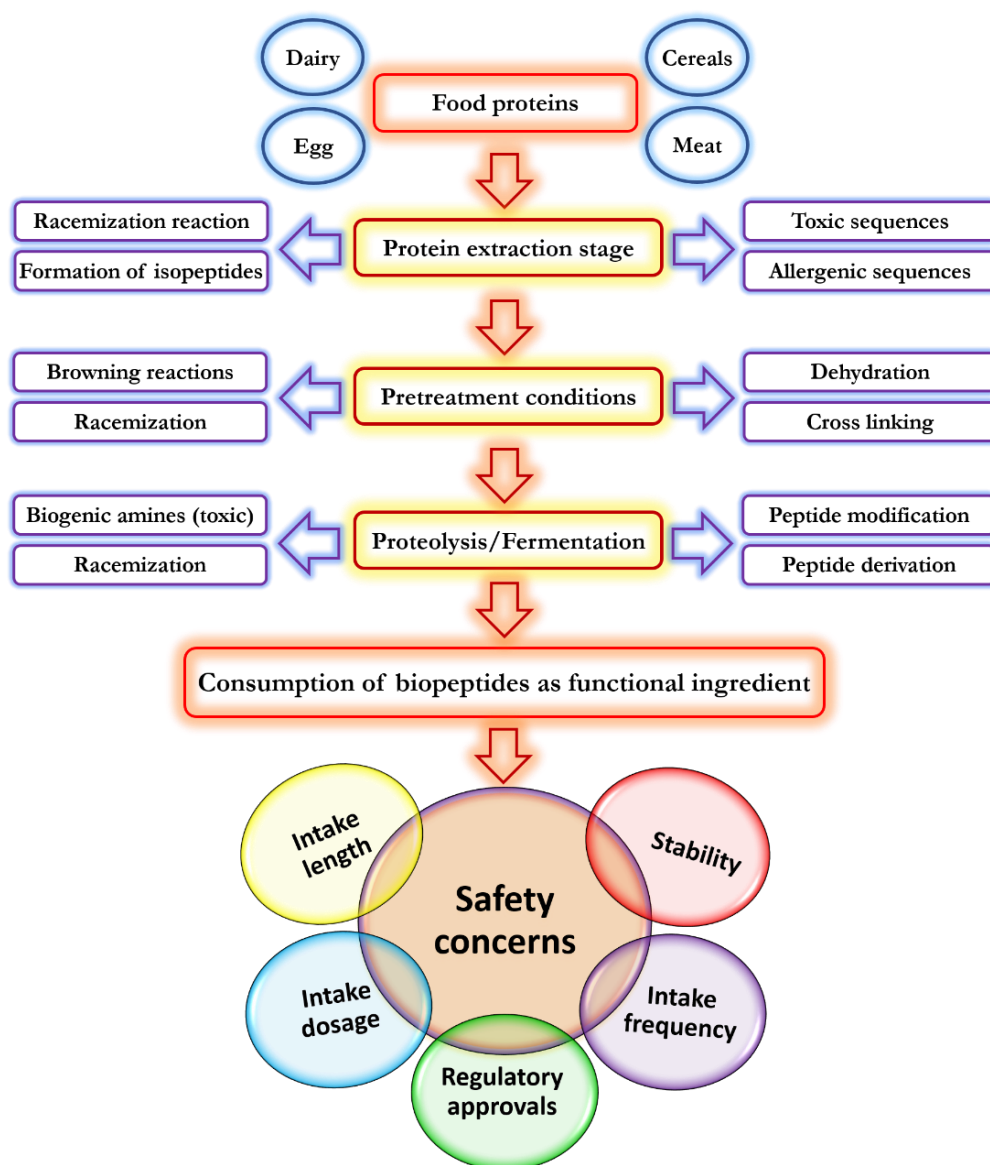 Dairy
Cereals
Food proteins
Egg
Meat
Racemization reaction
Toxic sequences
Protein extraction stage
Formation of isopeptides
Allergenic sequences
Browning reactions
Dehydration
Pretreatment conditions
Racemization
Cross linking
Biogenic amines (toxic)
Peptide modification
Proteolysis/Fermentation
Racemization
Peptide derivation
Consumption of biopeptides as functional ingredient
Intake
length
Stability
Safety
concerns
Intake
dosage
Intake
frequency
Regulatory
approvals